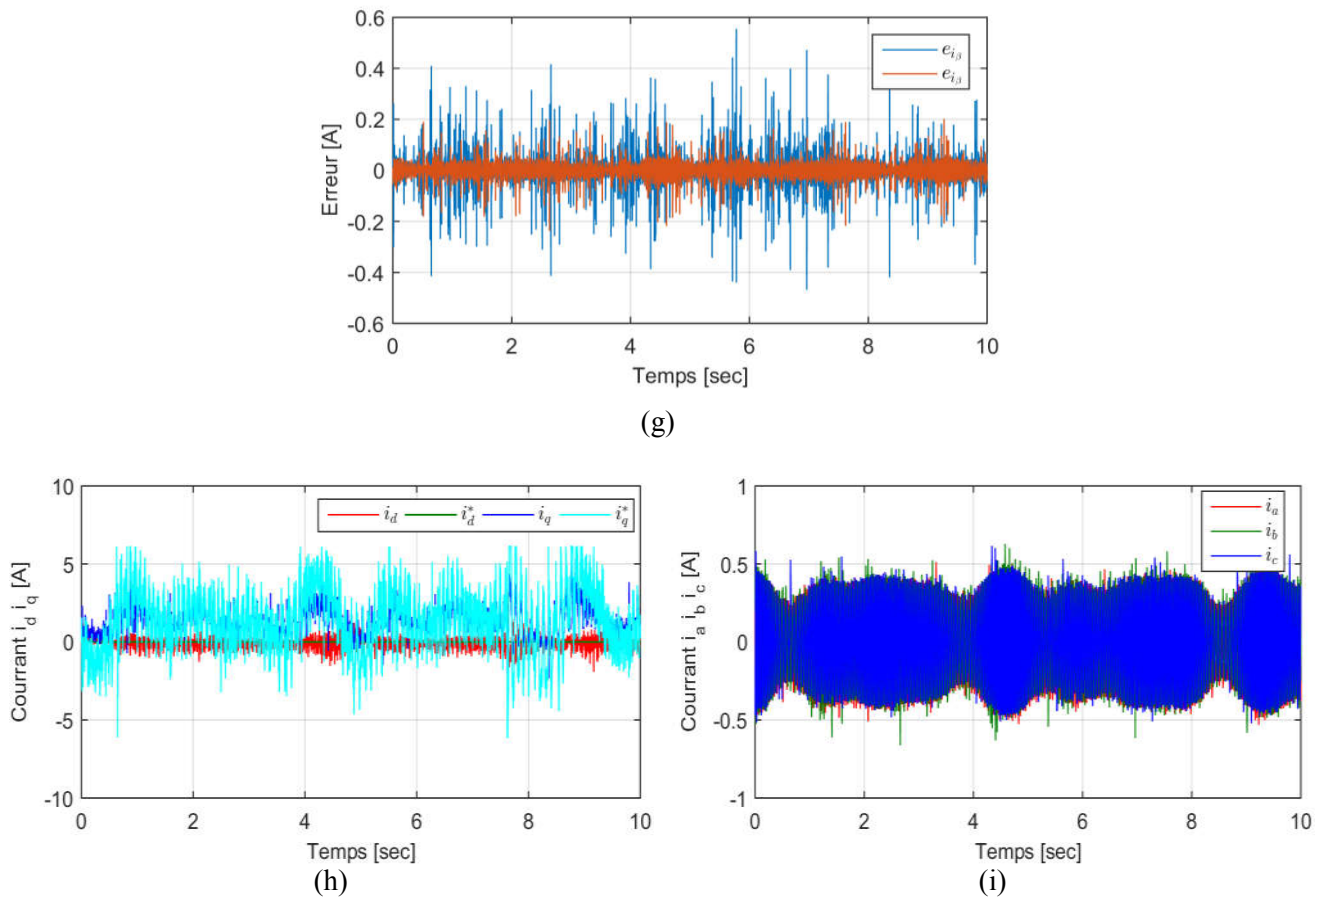 0.6
0.4
0.2
0
-0.2
-0.4
-0.6
Erreur [A]
e_{i_β}
e_{i_β}
0 2 4 6 8 10
Temps [sec]
(g)
10
5
0
-5
-10
Courrant i_d i_q [A]
i_d i_d^* i_q i_q^*
0 2 4 6 8 10
Temps [sec]
(h)
1
0.5
0
-0.5
-1
Courant i_a i_b i_c [A]
i_a
i_b
i_c
0 2 4 6 8 10
Temps [sec]
(i)